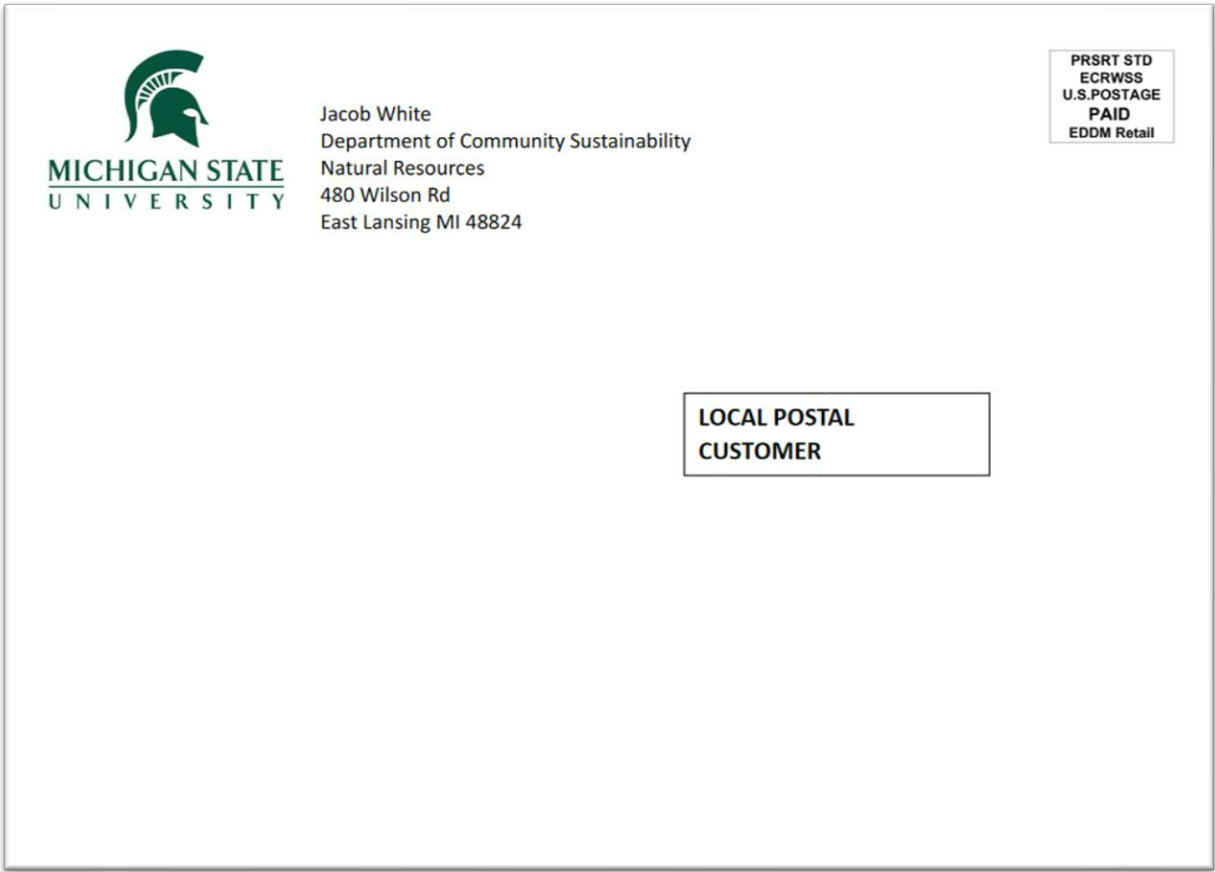 MICHIGAN STATE
UNIVERSITY
Jacob White
Department of Community Sustainability
Natural Resources
480 Wilson Rd
East Lansing MI 48824
PRSRT STD
ECRWSS
U.S.POSTAGE
PAID
EDDM Retail
LOCAL POSTAL
CUSTOMER